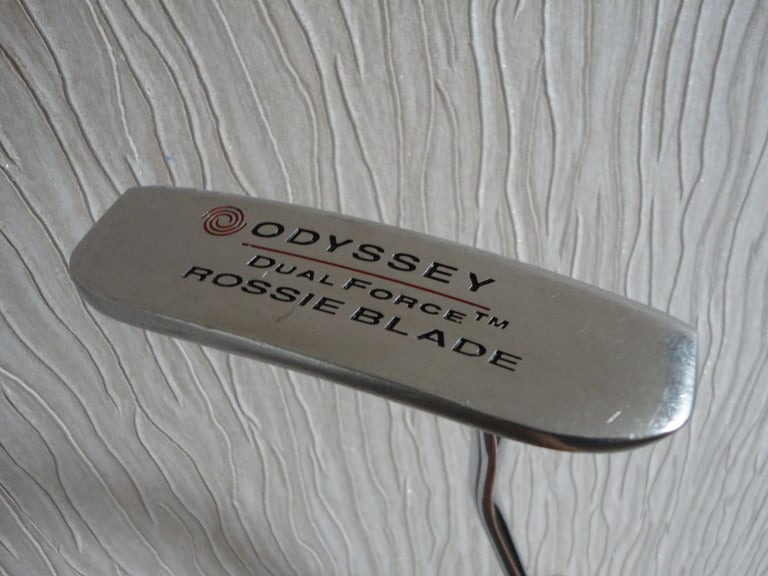 ODYSSEY
DUAL FORCE™
ROSSIE BLADE